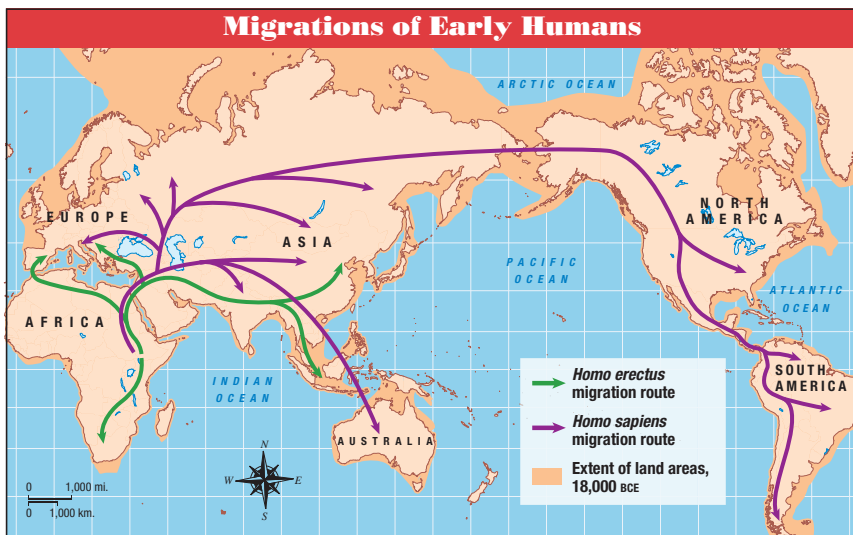 Migrations of Early Humans
ARCTIC OCEAN
EUROPE
ASIA
NORTH
AMERICA
PACIFIC
OCEAN
ATLANTIC
OCEAN
AFRICA
INDIAN
OCEAN
SOUTH
AMERICA
AUSTRALIA
Homo erectus
migration route
Homo sapiens
migration route
Extent of land areas,
18,000 BCE
N
W E
S
0 1,000 mi.
0 1,000 km.